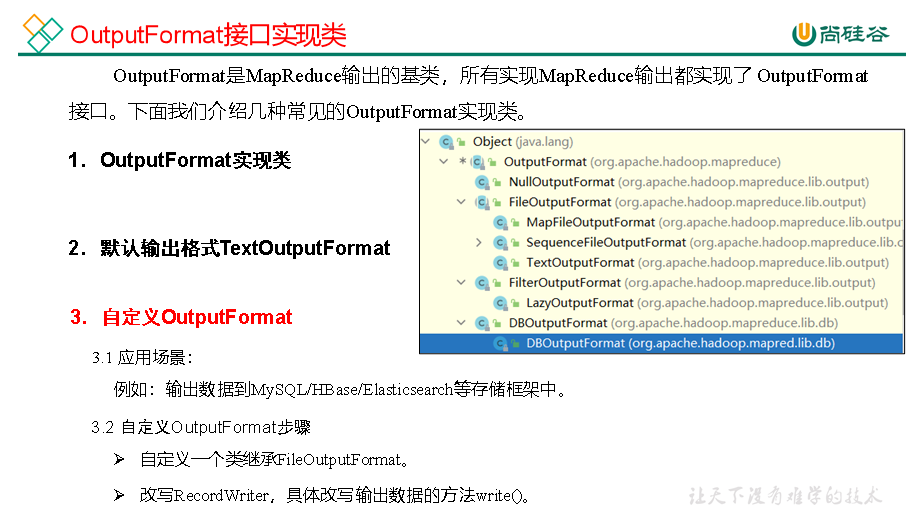 OutputFormat接口实现类
尚硅谷
OutputFormat是MapReduce输出的基类，所有实现MapReduce输出都实现了 OutputFormat
接口。下面我们介绍几种常见的OutputFormat实现类。
1．OutputFormat实现类
2．默认输出格式TextOutputFormat
3．自定义OutputFormat
3.1 应用场景：
例如：输出数据到MySQL/HBase/Elasticsearch等存储框架中。
3.2 自定义OutputFormat步骤
➢ 自定义一个类继承FileOutputFormat。
➢ 改写RecordWriter，具体改写输出数据的方法write()。
Object (java.lang)
* OutputFormat (org.apache.hadoop.mapreduce)
NullOutputFormat (org.apache.hadoop.mapreduce.lib.output)
FileOutputFormat (org.apache.hadoop.mapreduce.lib.output)
MapFileOutputFormat (org.apache.hadoop.mapreduce.lib.outpu
SequenceFileOutputFormat (org.apache.hadoop.mapreduce.lib.o
TextOutputFormat (org.apache.hadoop.mapreduce.lib.output)
FilterOutputFormat (org.apache.hadoop.mapreduce.lib.output)
LazyOutputFormat (org.apache.hadoop.mapreduce.lib.output)
DBOutputFormat (org.apache.hadoop.mapreduce.lib.db)
DBOutputFormat (org.apache.hadoop.mapred.lib.db)
让天下没有难学的技术